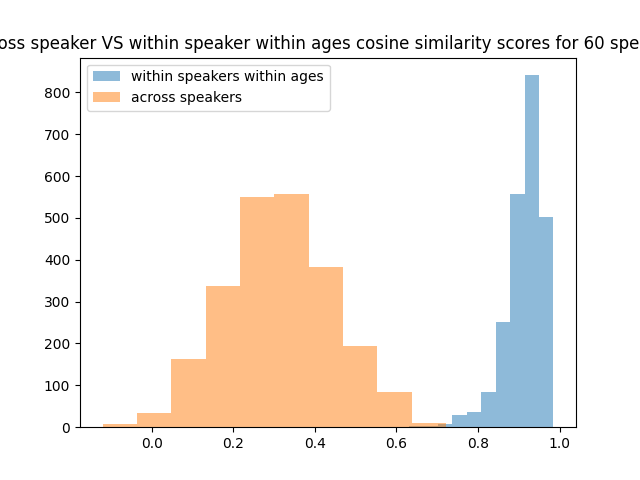 oss speaker VS within speaker within ages cosine similarity scores for 60 spe
within speakers within ages
across speakers
800
700
600
500
400
300
200
100
0
0.0 0.2 0.4 0.6 0.8 1.0